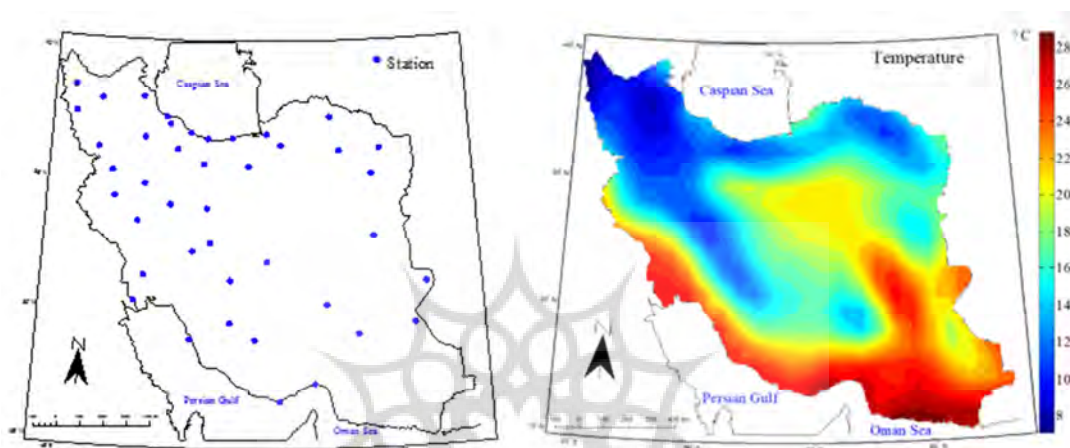 Station
Caspian Sea
N
Persian Gulf
Oman Sea
°C
Temperature
Caspian Sea
N
Persian Gulf
Oman Sea
28
26
24
22
20
18
16
14
12
10
8